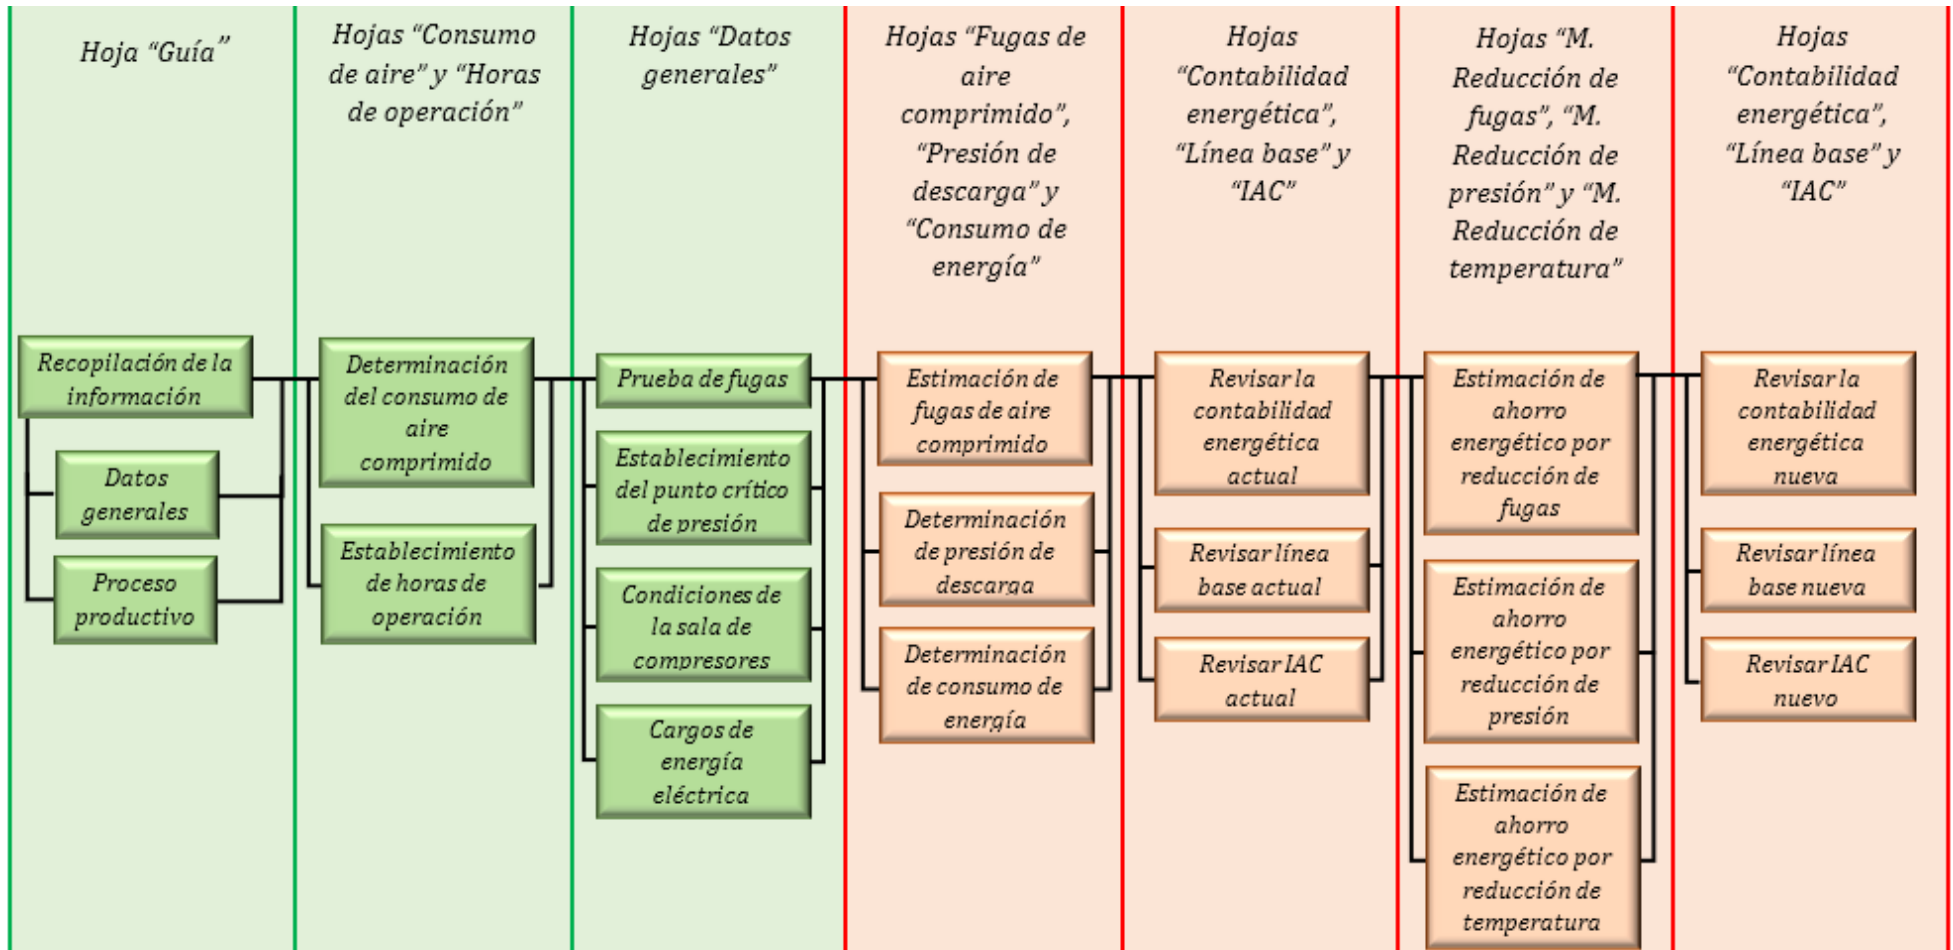 Hoja “Guía”
Hojas “Consumo
de aire” y “Horas
de operación”
Hojas “Datos
generales”
Hojas “Fugas de
aire
comprimido”,
“Presión de
descarga” y
“Consumo de
energía”
Hojas
“Contabilidad
energética”,
“Línea base” y
“IAC”
Hojas “M.
Reducción de
fugas”, “M.
Reducción de
presión” y “M.
Reducción de
temperatura”
Hojas
“Contabilidad
energética”,
“Línea base” y
“IAC”
Recopilación de la
información
Datos
generales
Proceso
productivo
Determinación
del consumo de
aire
comprimido
Establecimiento
de horas de
operación
Prueba de fugas
Establecimiento
del punto crítico
de presión
Condiciones de
la sala de
compresores
Cargos de
energía
eléctrica
Estimación de
fugas de aire
comprimido
Determinación
de presión de
descarga
Determinación
de consumo de
energía
Revisar la
contabilidad
energética
actual
Revisar línea
base actual
Revisar IAC
actual
Estimación de
ahorro
energético por
reducción de
fugas
Estimación de
ahorro
energético por
reducción de
presión
Estimación de
ahorro
energético por
reducción de
temperatura
Revisar la
contabilidad
energética
nueva
Revisar línea
base nueva
Revisar IAC
nuevo